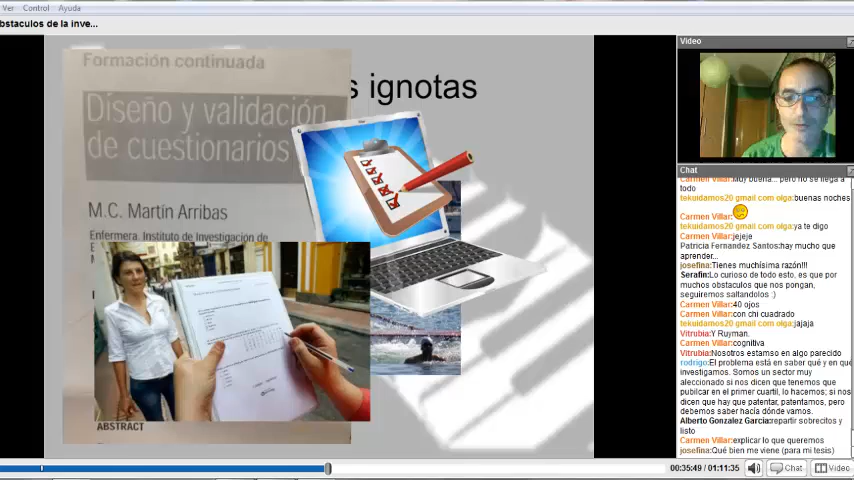 Ver Control Ayuda
bstaculos de la inve...
Formación continuada
s ignotas
Diseño y validación
de cuestionarios
M.C. Martín Arribas
Enfermera. Instituto de Investigación de
ABSTRACT
00:35:49 / 01:11:35
Chat
Video
Video
Chat
Carmen Villar:Muy buena... pero no se llega a
todo
tekuidamos20 gmail com olga:buenas noches
Carmen Villar:
tekuidamos20 gmail com olga:ya te digo
Carmen Villar:jejeje
Patricia Fernandez Santos:hay mucho que
aprender...
josefina:Tienes muchísima razón!!!
Serafin:Lo curioso de todo esto, es que por
muchos obstaculos que nos pongan,
seguiremos saltandolos :)
Carmen Villar:40 ojos
Carmen Villar:con chi cuadrado
tekuidamos20 gmail com olga:jajaja
Vitrubia:Y Ruyman.
Carmen Villar:cognitiva
Vitrubia:Nosotros estamso en algo parecido
rodrigo:El problema está en saber qué y en que
investigamos. Somos un sector muy
aleccionado si nos dicen que tenemos que
pubilcar en el primer cuartil, lo hacemos; si nos
dicen que hay que patentar, patentamos, pero
debemos saber hacía dónde vamos.
Alberto Gonzalez Garcia:repartir sobrecitos y
listo
Carmen Villar:explicar lo que queremos
josefina:Qué bien me viene (para mi tesis)